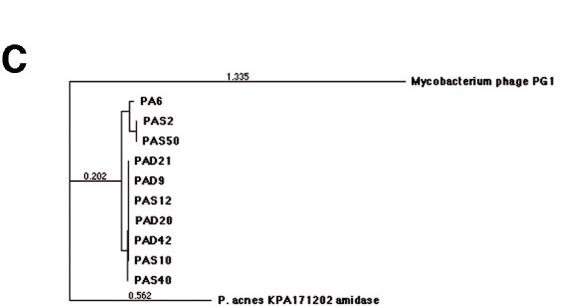 C
1.335
Mycobacterium phage PG1
PA6
PAS2
PAS50
PAD21
0.202
PAD9
PAS12
PAD20
PAD42
PAS10
PAS40
0.562
P. acnes KPA171202 amidase